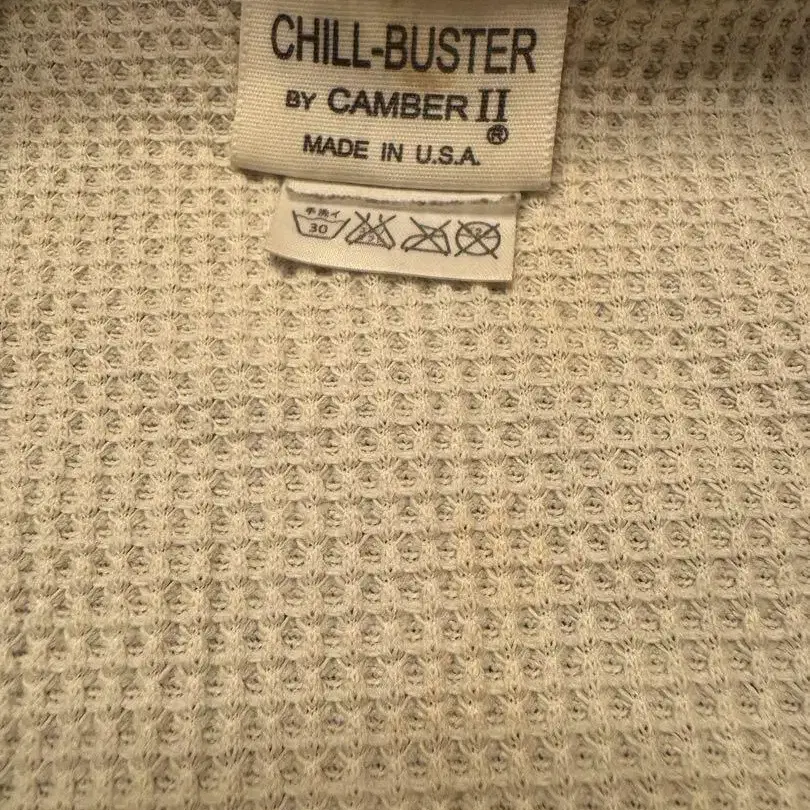 CHILL-BUSTER
BY CAMBER II
®
MADE IN U.S.A.
手洗イ
30